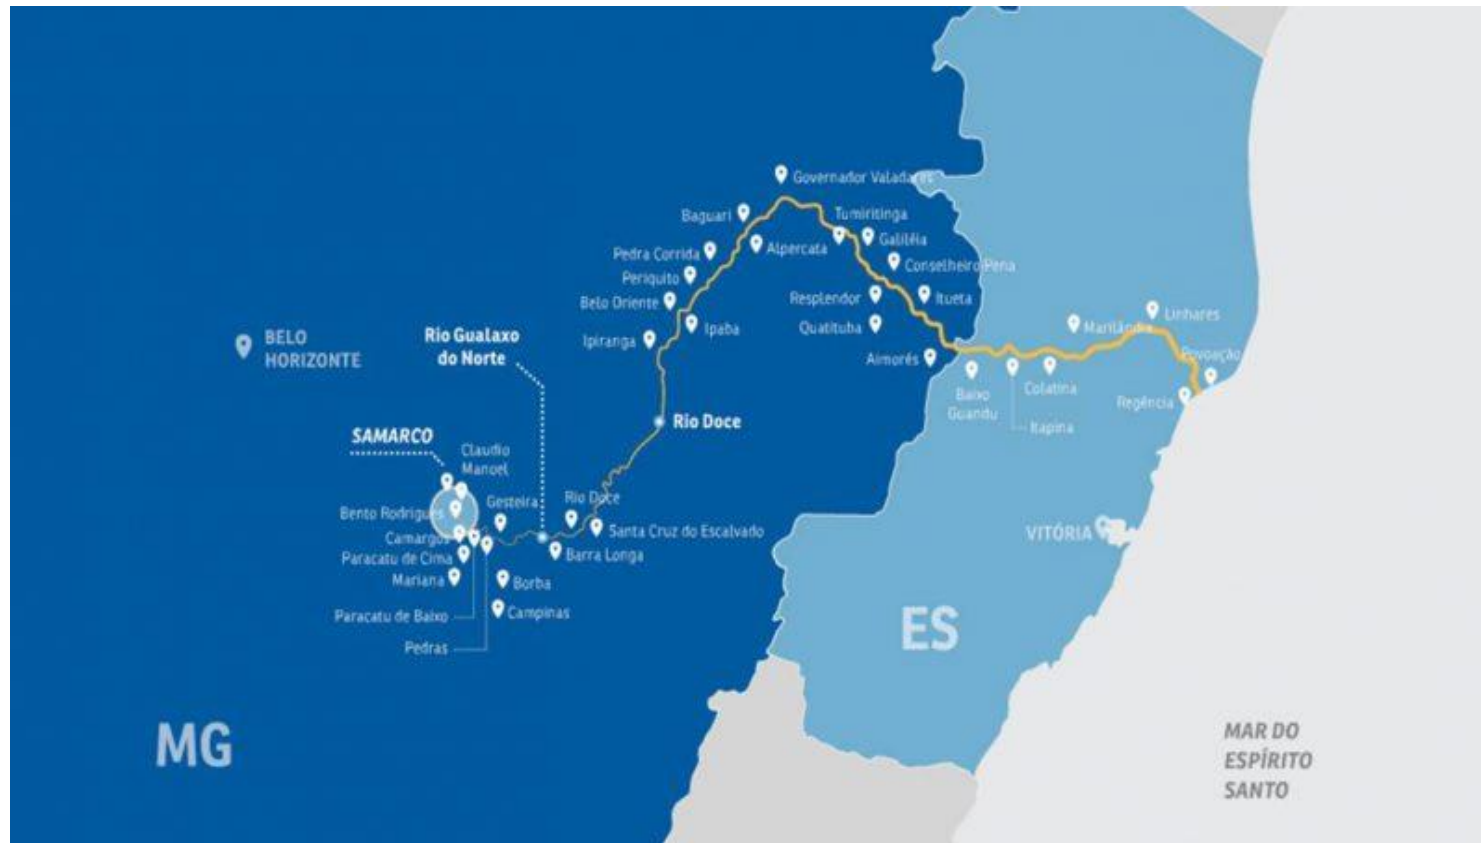 Governador Valadares
Baguari
Tumiritinga
Alpercata
Galiléia
Pedra Corrida
Conselheiro Pena
Periquito
Belo Oriente
Resplendor
Itueta
Ipaba
Quatituba
Ipiranga
Aimorés
Linhares
Marilândia
Povoação
Baixo
Guandu
Colatina
Regência
Itapina
BELO
HORIZONTE
Rio Gualaxo
do Norte
Rio Doce
SAMARCO
Claudio
Manoel
Gesteira
Rio Doce
Bento Rodrigues
Santa Cruz do Escalvado
Camargos
Barra Longa
Paracatu de Cima
Mariana
Borba
Paracatu de Baixo
Campinas
Pedras
VITÓRIA
ES
MG
MAR DO
ESPÍRITO
SANTO